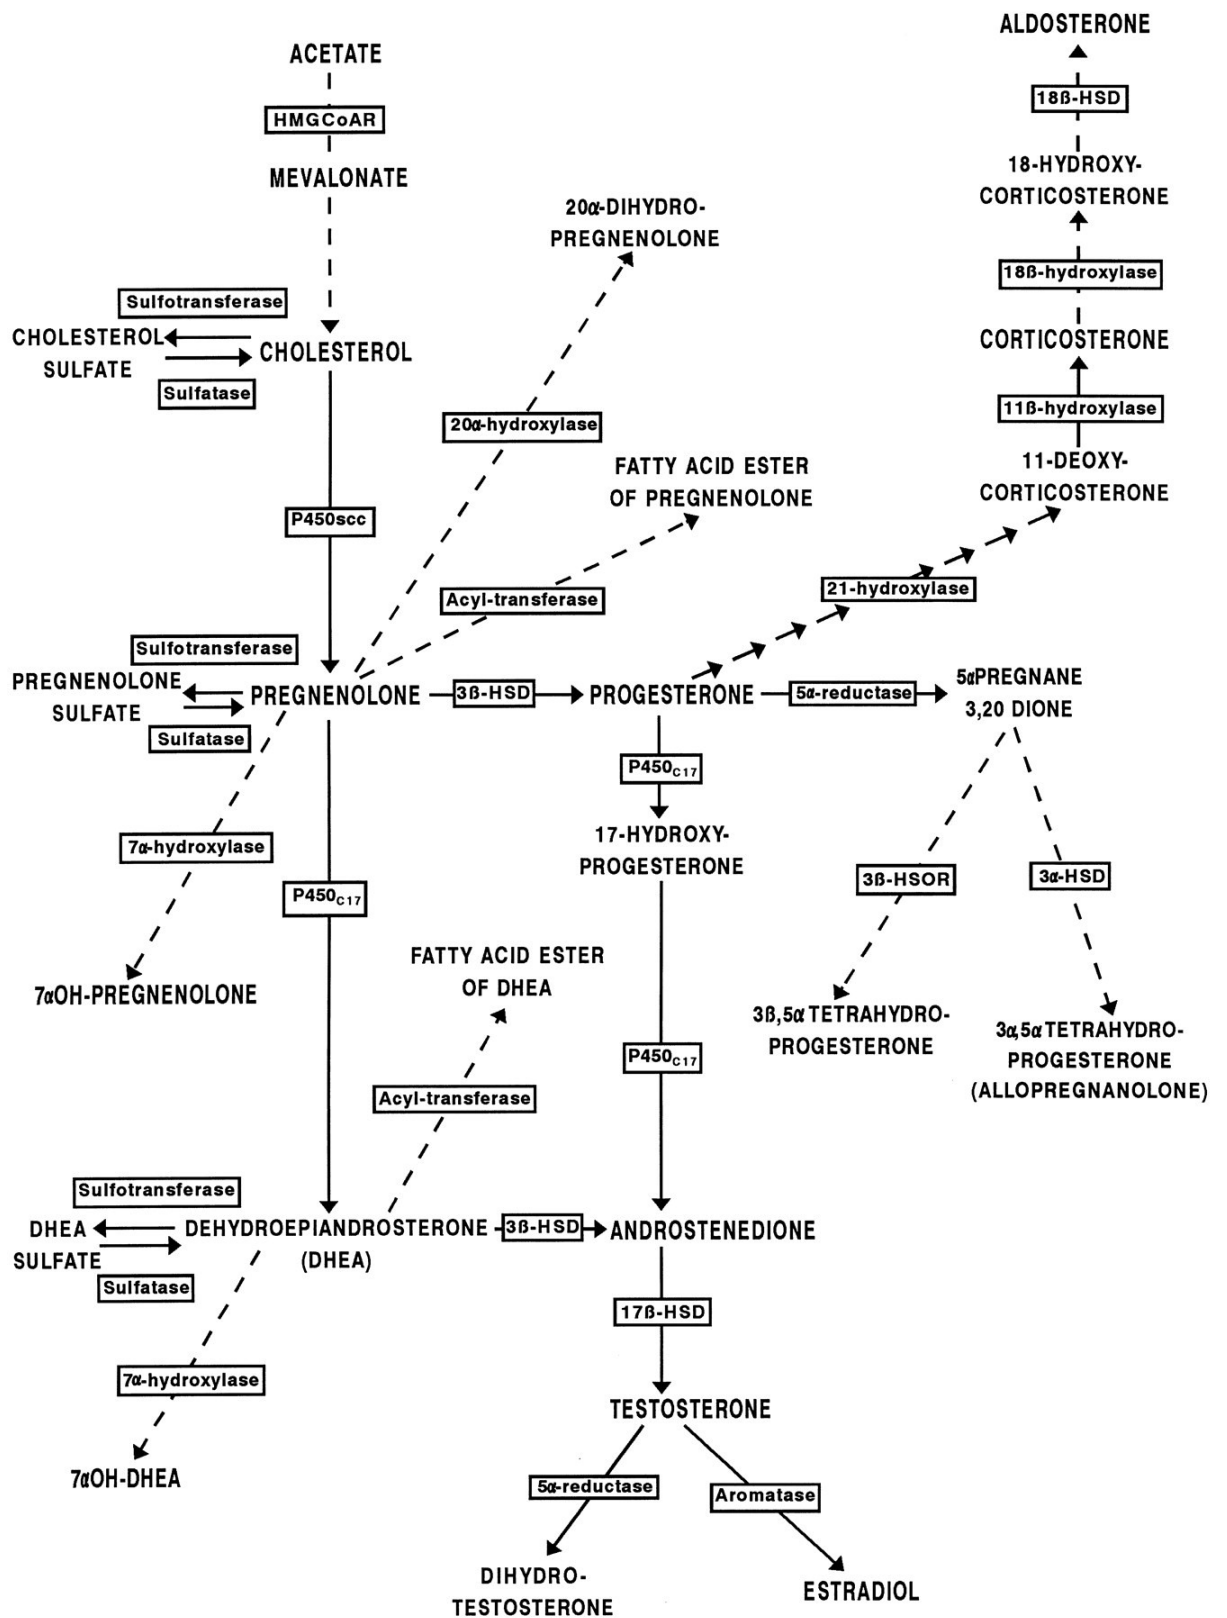 ALDOSTERONE
ACETATE
18ß-HSD
HMGCoAR
18-HYDROXY-
CORTICOSTERONE
MEVALONATE
20α-DIHYDRO-
PREGNENOLONE
18ß-hydroxylase
Sulfotransferase
CHOLESTEROL
SULFATE
CHOLESTEROL
CORTICOSTERONE
Sulfatase
20α-hydroxylase
11ß-hydroxylase
FATTY ACID ESTER
OF PREGNENOLONE
11-DEOXY-
CORTICOSTERONE
P450scc
Acyl-transferase
21-hydroxylase
Sulfotransferase
PREGNENOLONE
SULFATE
PREGNENOLONE
3ß-HSD
PROGESTERONE
5α-reductase
5αPREGNANE
3,20 DIONE
Sulfatase
P450C17
7α-hydroxylase
17-HYDROXY-
PROGESTERONE
3ß-HSOR
3α-HSD
P450C17
FATTY ACID ESTER
OF DHEA
7αOH-PREGNENOLONE
3ß,5α TETRAHYDRO-
PROGESTERONE
3α,5α TETRAHYDRO-
PROGESTERONE
(ALLOPREGNANOLONE)
P450C17
Acyl-transferase
Sulfotransferase
DHEA
SULFATE
DEHYDROEPIANDROSTERONE
(DHEA)
3ß-HSD
ANDROSTENEDIONE
Sulfatase
17ß-HSD
7α-hydroxylase
TESTOSTERONE
7αOH-DHEA
5α-reductase
Aromatase
DIHYDRO-
TESTOSTERONE
ESTRADIOL